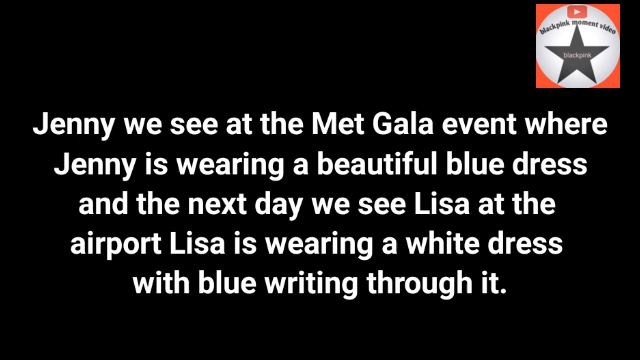 blackpink moment video
blackpink
Jenny we see at the Met Gala event where
Jenny is wearing a beautiful blue dress
and the next day we see Lisa at the
airport Lisa is wearing a white dress
with blue writing through it.